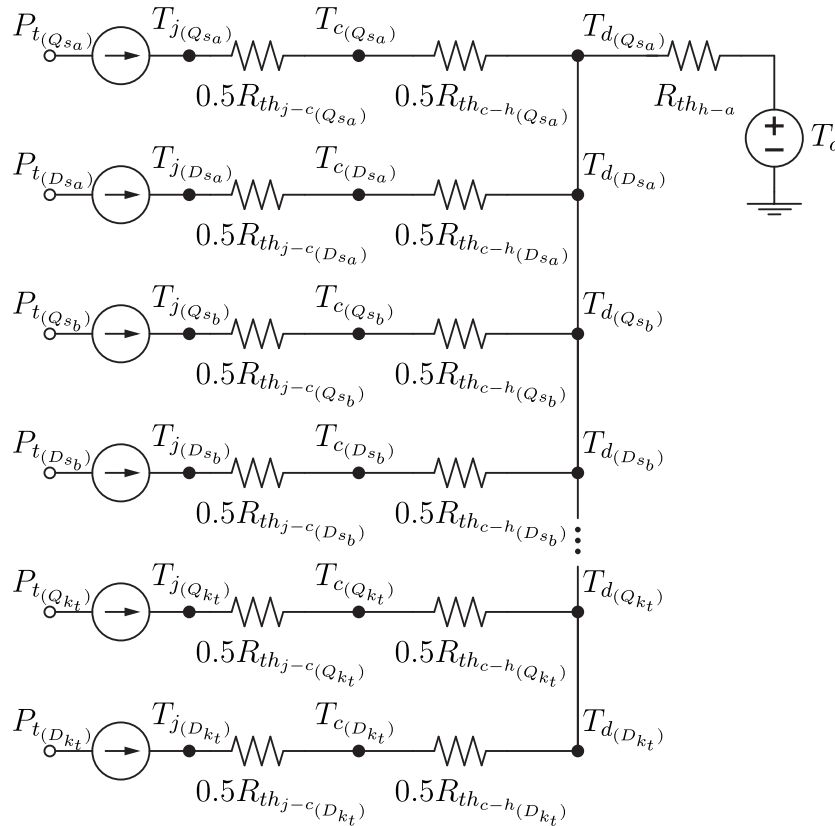 P_{t(Q_{s_a})} T_{j(Q_{s_a})} T_{c(Q_{s_a})} T_{d(Q_{s_a})}
0.5R_{th_{j-c(Q_{s_a})}} 0.5R_{th_{c-h(Q_{s_a})}} R_{th_{h-a}}
+
− T_a
P_{t(D_{s_a})} T_{j(D_{s_a})} T_{c(D_{s_a})} T_{d(D_{s_a})}
0.5R_{th_{j-c(D_{s_a})}} 0.5R_{th_{c-h(D_{s_a})}}
P_{t(Q_{s_b})} T_{j(Q_{s_b})} T_{c(Q_{s_b})} T_{d(Q_{s_b})}
0.5R_{th_{j-c(Q_{s_b})}} 0.5R_{th_{c-h(Q_{s_b})}}
P_{t(D_{s_b})} T_{j(D_{s_b})} T_{c(D_{s_b})} T_{d(D_{s_b})}
0.5R_{th_{j-c(D_{s_b})}} 0.5R_{th_{c-h(D_{s_b})}}
P_{t(Q_{k_t})} T_{j(Q_{k_t})} T_{c(Q_{k_t})} T_{d(Q_{k_t})}
0.5R_{th_{j-c(Q_{k_t})}} 0.5R_{th_{c-h(Q_{k_t})}}
P_{t(D_{k_t})} T_{j(D_{k_t})} T_{c(D_{k_t})} T_{d(D_{k_t})}
0.5R_{th_{j-c(D_{k_t})}} 0.5R_{th_{c-h(D_{k_t})}}